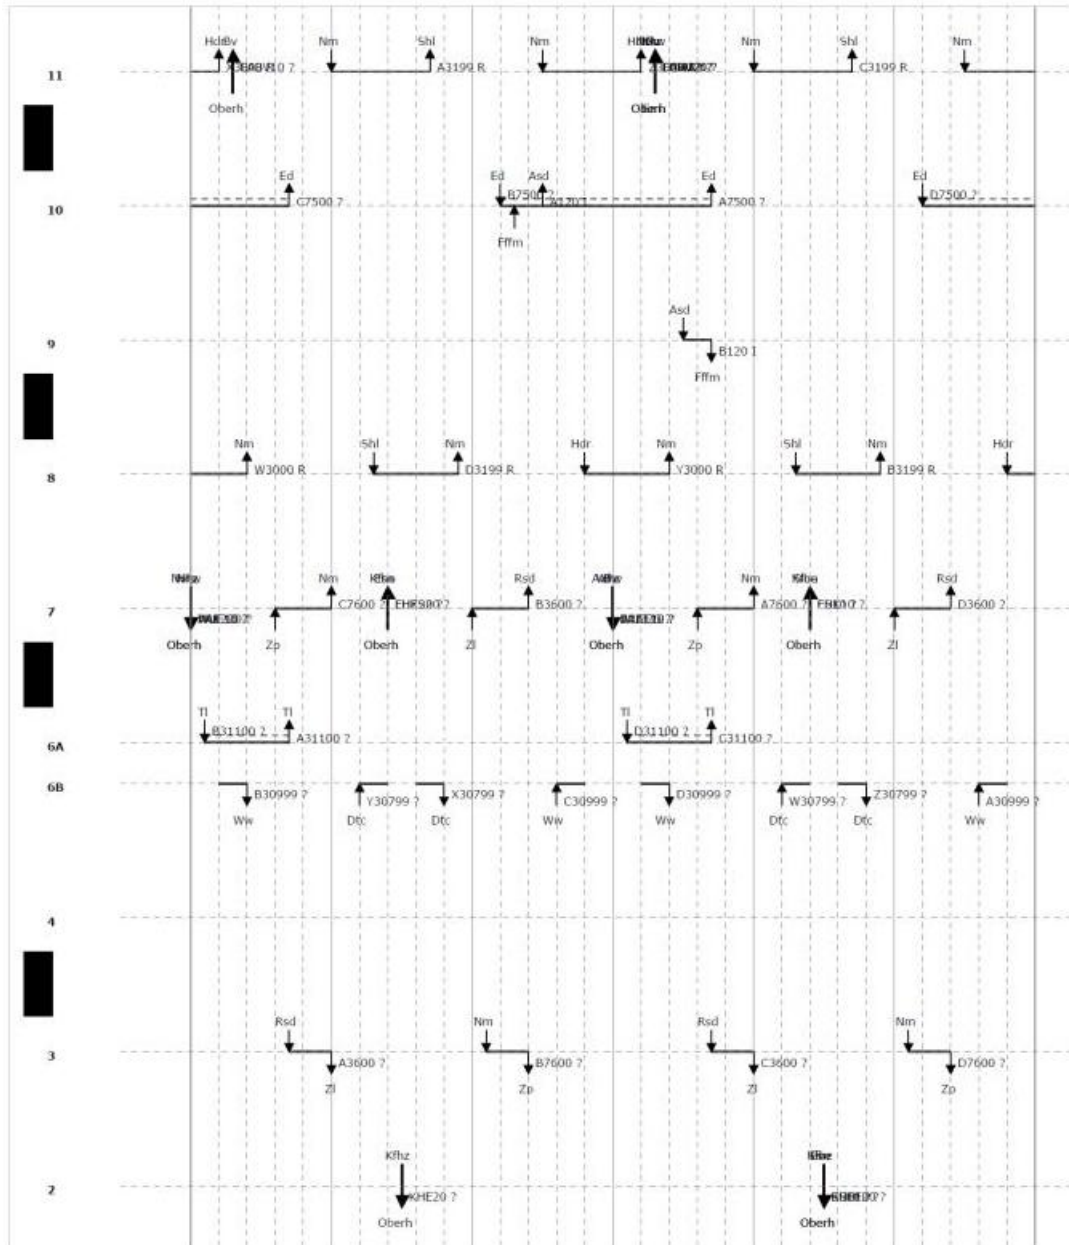 Nm Shl Nm Nm Shl Nm
11 A3199 R C3199 R
Oberh
Ed Ed Asd Ed Ed
B7500 ? D7500 ?
10 C7500 ? A120 I A7500 ?
Fffm
Asd
9 B120 I
Fffm
Nm Shl Nm Hdr Nm Shl Nm Hdr
8 W3000 R D3199 R Y3000 R B3199 R
Nm Rsd Nm Rsd
7 C7600 ? B3600 ? A7600 ? D3600 ?
Oberh Zp Oberh Zl Oberh Zp Oberh Zl
Tl Tl Tl Tl
B31100 ? D31100 ?
6A A31100 ? C31100 ?
6B B30999 ? Y30799 ? X30799 ? C30999 ? D30999 ? W30799 ? Z30799 ? A30999 ?
Ww Dtc Dtc Ww Ww Dtc Dtc Ww
4
Rsd Nm Rsd Nm
3 A3600 ? B7600 ? C3600 ? D7600 ?
Zl Zp Zl Zp
Kfhz
2 KHE20 ?
Oberh Oberh